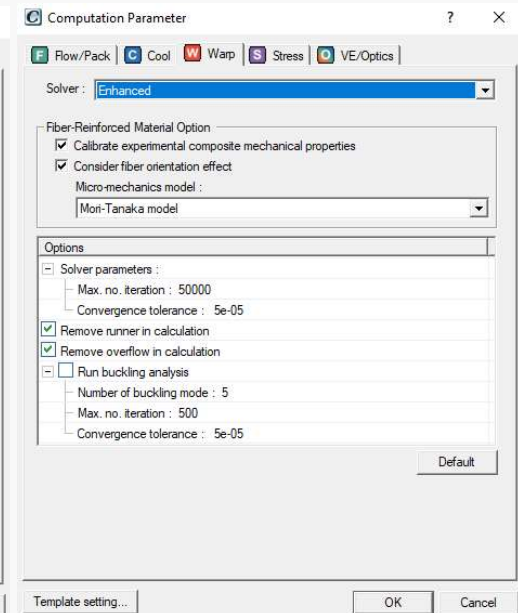 C Computation Parameter ? ×
F Flow/Pack C Cool W Warp S Stress O VE/Optics
Solver : Enhanced
Fiber-Reinforced Material Option
Calibrate experimental composite mechanical properties
Consider fiber orientation effect
Micro-mechanics model :
Mori-Tanaka model
Options
Solver parameters :
Max. no. iteration : 50000
Convergence tolerance : 5e-05
Remove runner in calculation
Remove overflow in calculation
Run buckling analysis
Number of buckling mode : 5
Max. no. iteration : 500
Convergence tolerance : 5e-05
Default
Template setting... OK Cancel